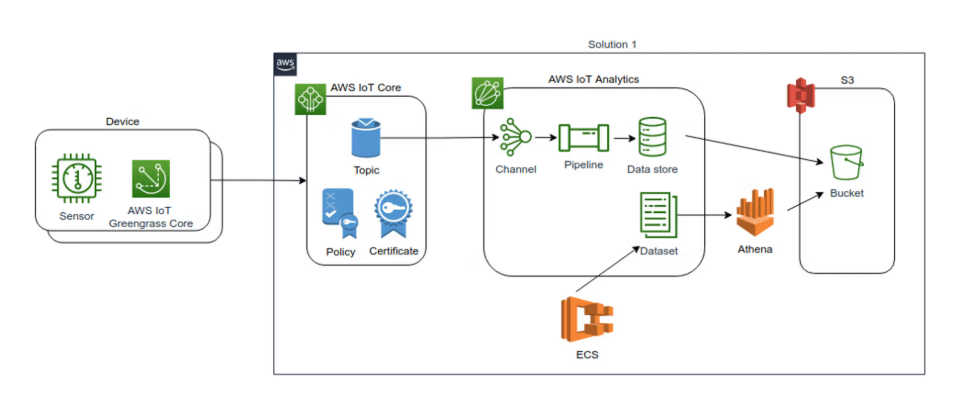 Solution 1
aws
AWS IoT Core
AWS IoT Analytics
S3
Device
Topic
Channel
Pipeline
Data store
Bucket
Sensor
AWS IoT
Greengrass Core
Policy
Certificate
Dataset
Athena
ECS